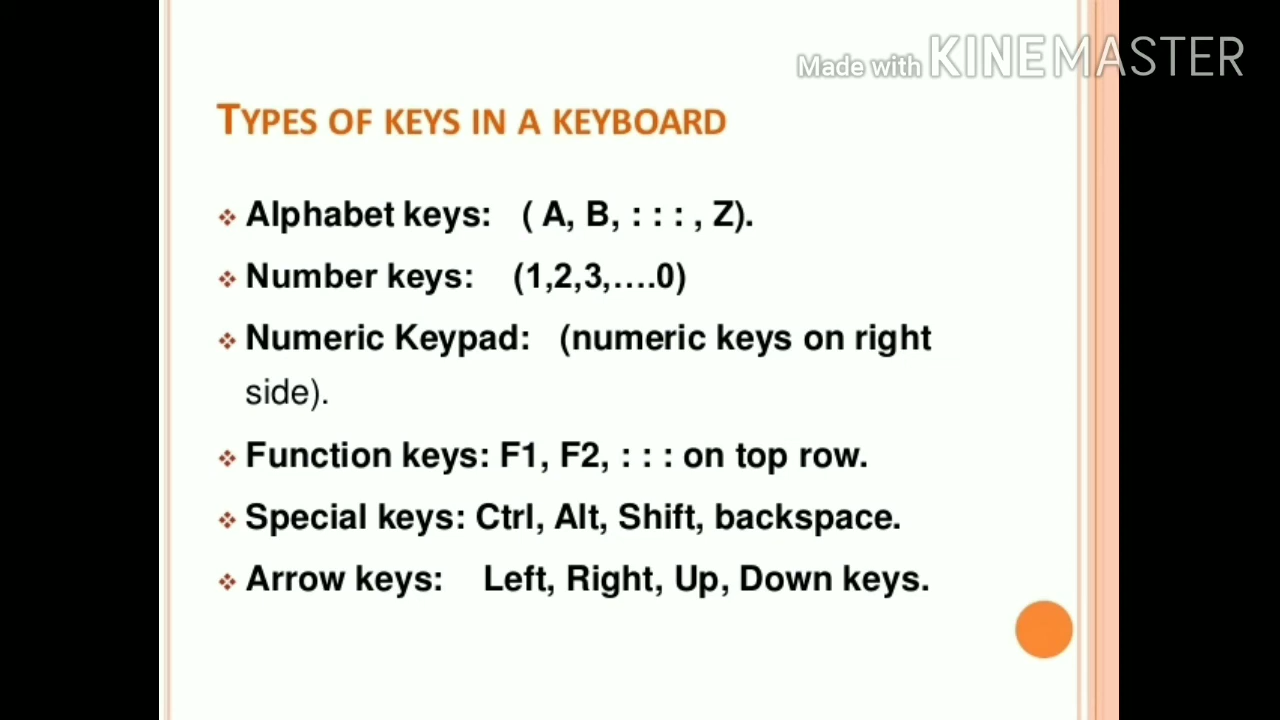 Made with KINEMASTER
TYPES OF KEYS IN A KEYBOARD
❖ Alphabet keys: ( A, B, : : : , Z).
❖ Number keys: (1,2,3,....0)
❖ Numeric Keypad: (numeric keys on right
side).
❖ Function keys: F1, F2, : : : on top row.
❖ Special keys: Ctrl, Alt, Shift, backspace.
❖ Arrow keys: Left, Right, Up, Down keys.